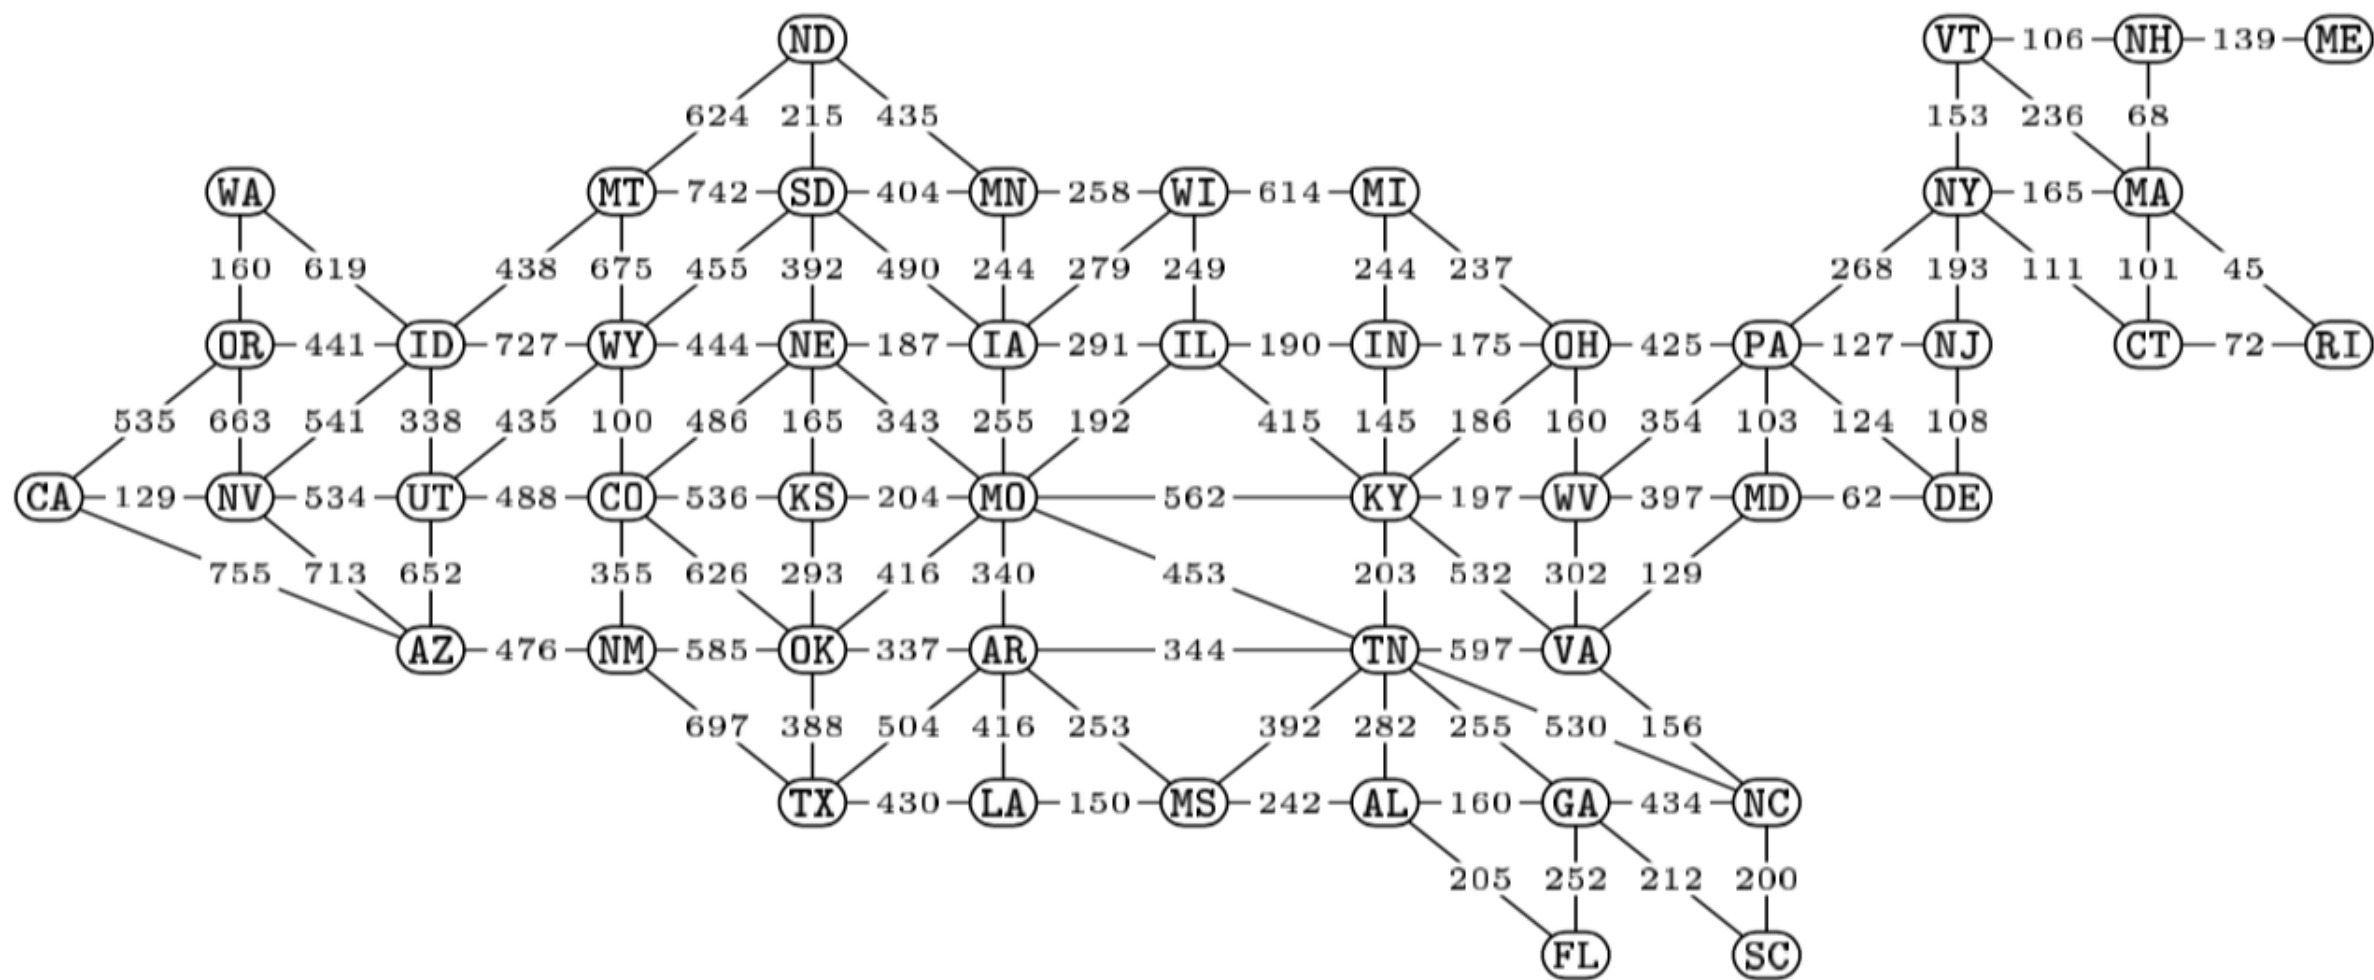 ND VT 106 NH 139 ME
624 215 435 153 236 68
WA MT 742 SD 404 MN 258 WI 614 MI NY 165 MA
160 619 438 675 455 392 490 244 279 249 244 237 268 193 111 101 45
OR 441 ID 727 WY 444 NE 187 IA 291 IL 190 IN 175 OH 425 PA 127 NJ CT 72 RI
535 663 541 338 435 100 486 165 343 255 192 415 145 186 160 354 103 124 108
CA 129 NV 534 UT 488 CO 536 KS 204 MO 562 KY 197 WV 397 MD 62 DE
755 713 652 355 626 293 416 340 453 203 532 302 129
AZ 476 NM 585 OK 337 AR 344 TN 597 VA
697 388 504 416 253 392 282 255 530 156
TX 430 LA 150 MS 242 AL 160 GA 434 NC
205 252 212 200
FL SC